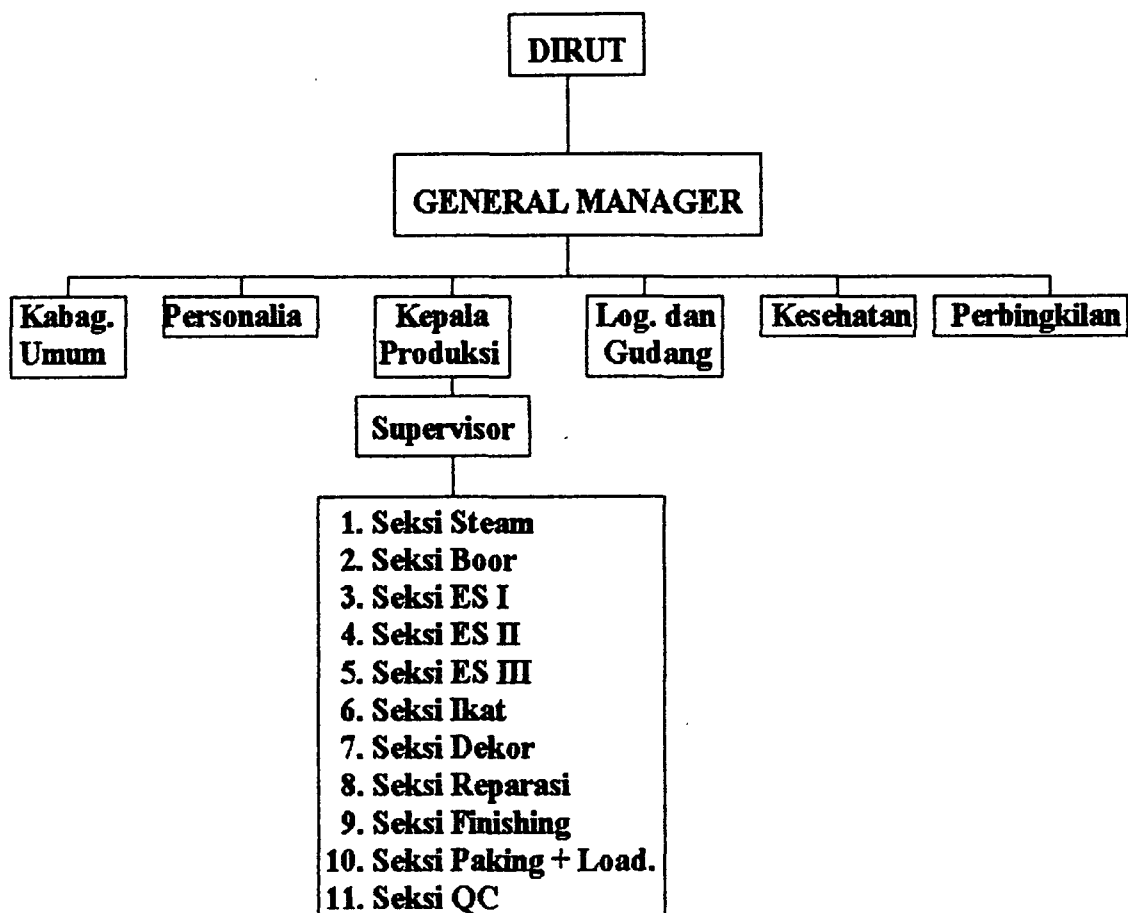 DIRUT
GENERAL MANAGER
Kabag.
Umum
Personalia
Kepala
Produksi
Log. dan
Gudang
Kesehatan
Perbingkilan
Supervisor
1. Seksi Steam
2. Seksi Boor
3. Seksi ES I
4. Seksi ES II
5. Seksi ES III
6. Seksi Ikat
7. Seksi Dekor
8. Seksi Reparasi
9. Seksi Finishing
10. Seksi Paking + Load.
11. Seksi QC